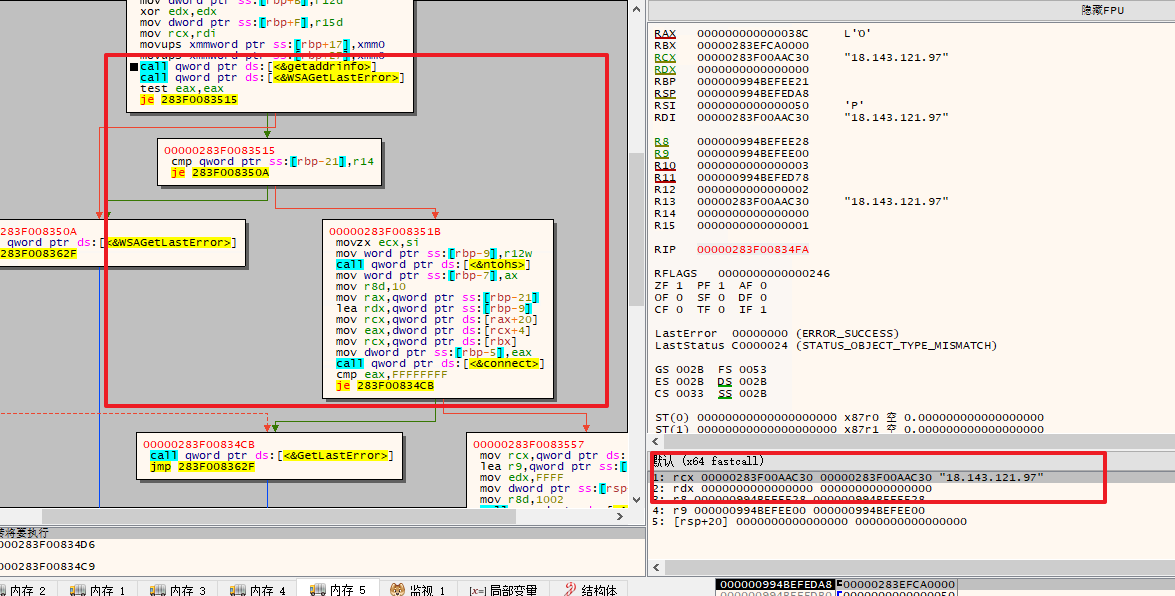 mov dword ptr ss:[rbp+B],r12d
xor edx,edx
mov dword ptr ss:[rbp+F],r15d
mov rcx,rdi
movups xmmword ptr ss:[rbp+17],xmm0
call qword ptr ds:[<&getaddrinfo>]
call qword ptr ds:[<&WSAGetLastError>]
test eax,eax
je 283F0083515
00000283F0083515
cmp qword ptr ss:[rbp-21],r14
je 283F008350A
283F008350A
qword ptr ds:[<&WSAGetLastError>]
283F008362F
00000283F008351B
movzx ecx,si
mov word ptr ss:[rbp-9],r12w
call qword ptr ds:[<&ntohs>]
mov word ptr ss:[rbp-7],ax
mov r8d,10
mov rax,qword ptr ss:[rbp-21]
lea rdx,qword ptr ss:[rbp-9]
mov rcx,qword ptr ds:[rax+20]
mov eax,dword ptr ds:[rcx+4]
mov rcx,qword ptr ds:[rbx]
mov dword ptr ss:[rbp-5],eax
call qword ptr ds:[<&connect>]
cmp eax,FFFFFFFF
je 283F00834CB
00000283F00834CB
call qword ptr ds:[<&GetLastError>]
jmp 283F008362F
00000283F0083557
mov rcx,qword ptr ds:
lea r9,qword ptr ss:[
mov edx,FFFF
mov dword ptr ss:[rsp
mov r8d,1002
将要执行
0000283F00834D6
0000283F00834C9
内存 2
内存 1
内存 3
内存 4
内存 5
监视 1
[x=] 局部变量
结构体
隐藏FPU
RAX 000000000000038C L'Ό'
RBX 00000283EFCA0000
RCX 00000283F00AAC30 "18.143.121.97"
RDX 0000000000000000
RBP 000000994BEFEE21
RSP 000000994BEFEDA8
RSI 0000000000000050 'P'
RDI 00000283F00AAC30 "18.143.121.97"
R8 000000994BEFEE28
R9 000000994BEFEE00
R10 0000000000000003
R11 000000994BEFED78
R12 0000000000000002
R13 00000283F00AAC30 "18.143.121.97"
R14 0000000000000000
R15 0000000000000001
RIP 00000283F00834FA
RFLAGS 0000000000000246
ZF 1 PF 1 AF 0
OF 0 SF 0 DF 0
CF 0 TF 0 IF 1
LastError 00000000 (ERROR_SUCCESS)
LastStatus C0000024 (STATUS_OBJECT_TYPE_MISMATCH)
GS 002B FS 0053
ES 002B DS 002B
CS 0033 SS 002B
ST(0) 00000000000000000000 x87r0 空 0.000000000000000000
ST(1) 00000000000000000000 x87r1 空 0.000000000000000000
默认 (x64 fastcall)
1: rcx 00000283F00AAC30 00000283F00AAC30 "18.143.121.97"
2: rdx 0000000000000000 0000000000000000
3: r8 000000994BEFEE28 000000994BEFEE28
4: r9 000000994BEFEE00 000000994BEFEE00
5: [rsp+20] 0000000000000000 0000000000000000
000000994BEFEDA8 00000283EFCA0000